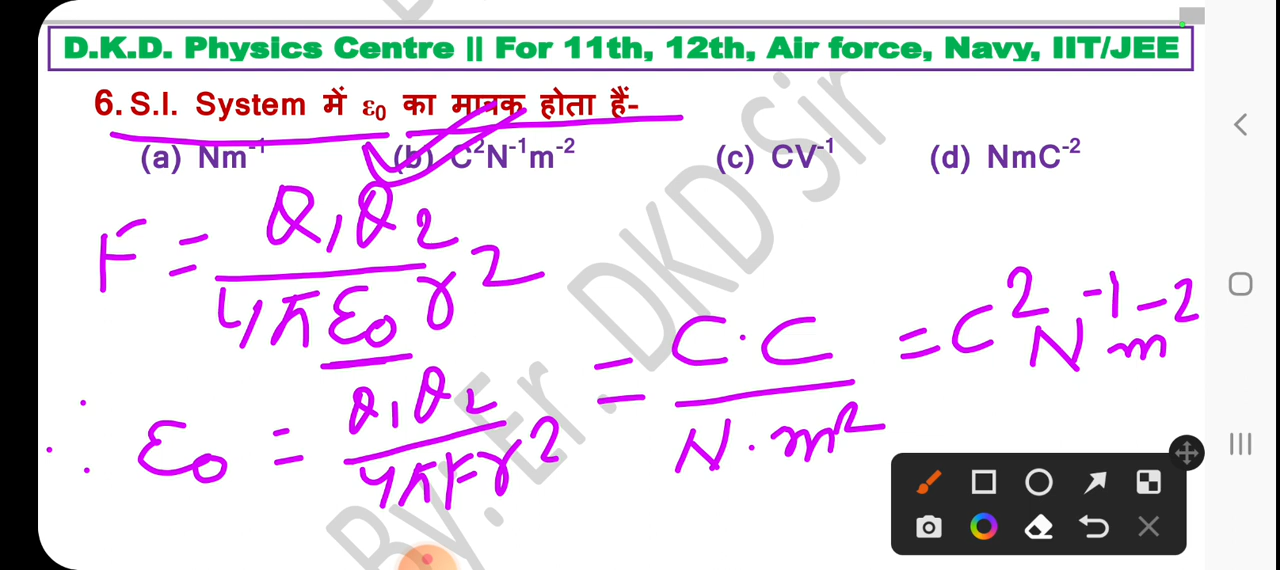 D.K.D. Physics Centre || For 11th, 12th, Air force, Navy, IIT/JEE
6. S.I. System में ε₀ का मात्रक होता हैं-
(a) Nm⁻¹ (b) C²N⁻¹m⁻² (c) CV⁻¹ (d) NmC⁻²
F = Q₁Q₂ / 4πε₀r²
∴ ε₀ = Q₁Q₂ / 4πFr² = C·C / N·m² = C²N⁻¹m⁻²
By: Er. DKD Sir